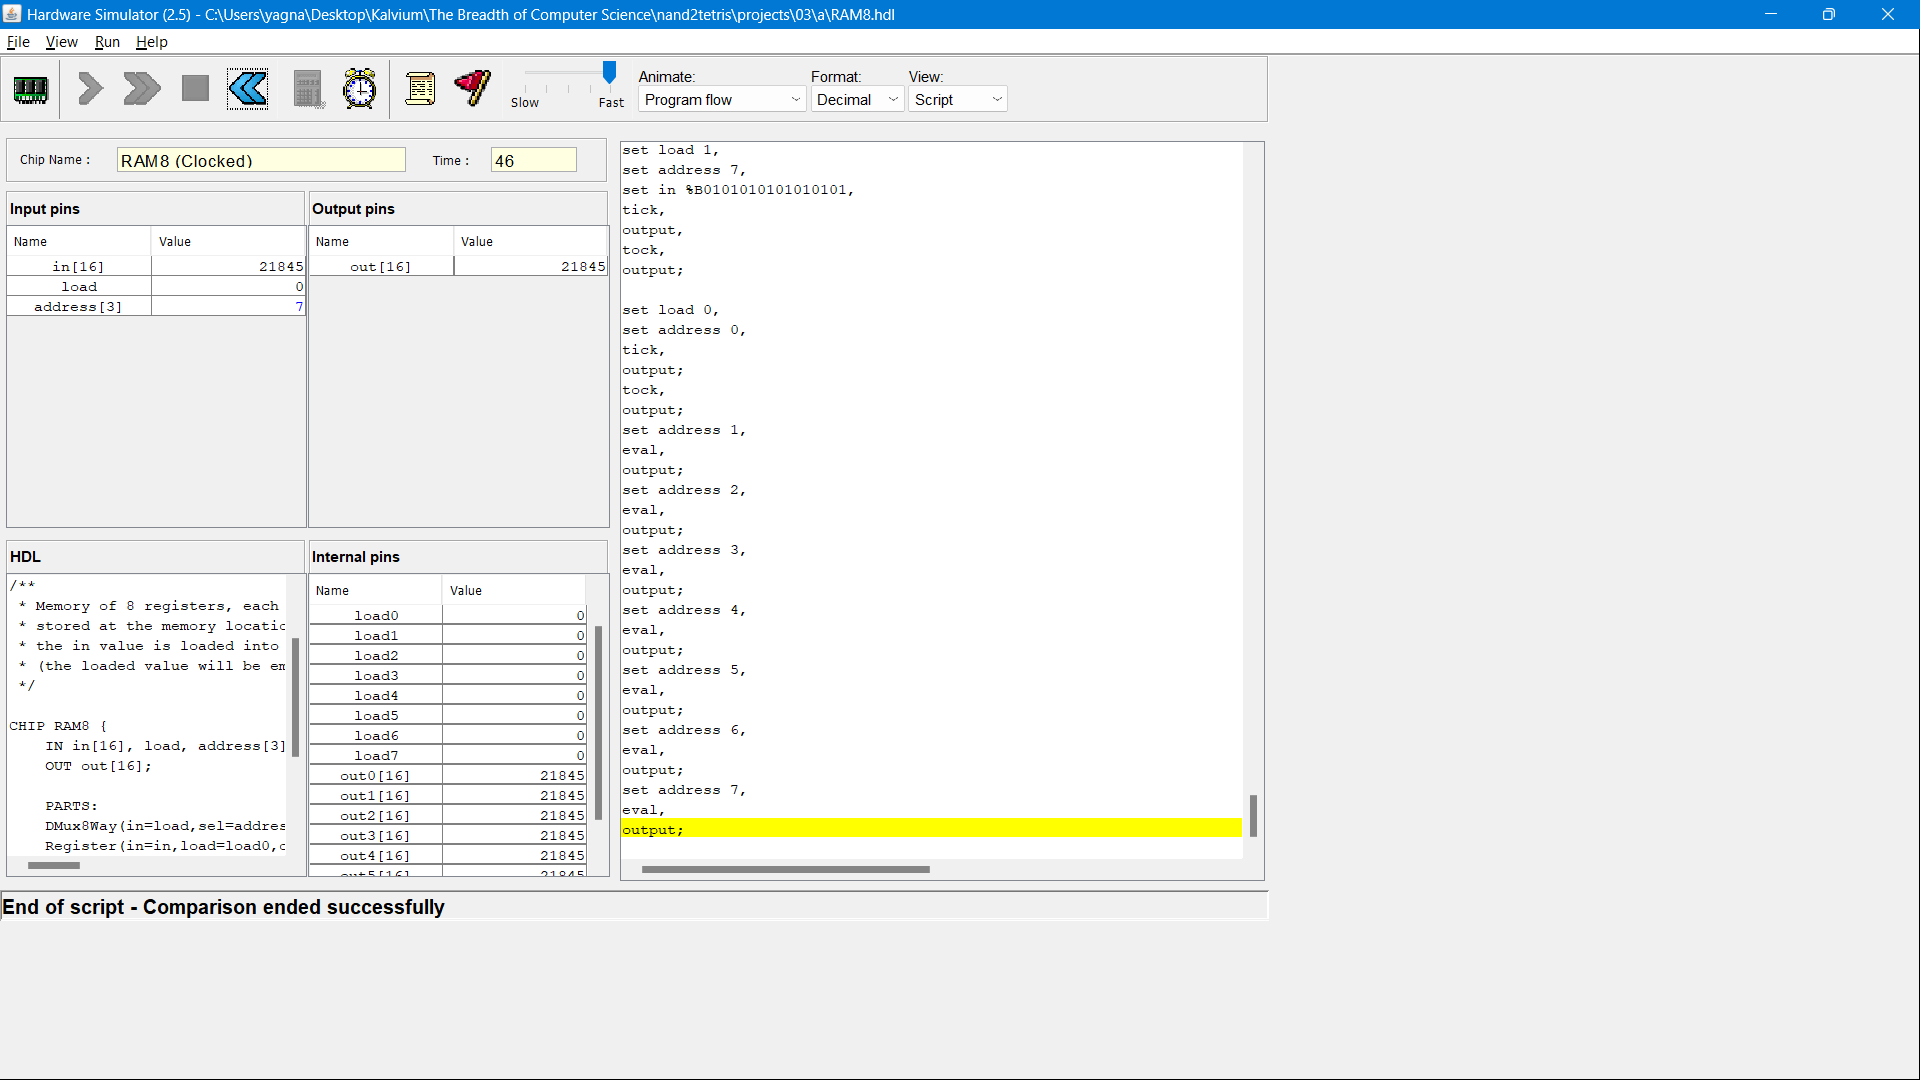 Hardware Simulator (2.5) - C:\Users\yagna\Desktop\Kalvium\The Breadth of Computer Science\nand2tetris\projects\03\a\RAM8.hdl
File View Run Help
Slow Fast
Animate: Format: View:
Program flow Decimal Script
Chip Name : RAM8 (Clocked) Time : 46
Input pins
Name Value
in[16] 21845
load 0
address[3] 7
Output pins
Name Value
out[16] 21845
HDL
/**
* Memory of 8 registers, each
* stored at the memory locatic
* the in value is loaded into
* (the loaded value will be em
*/
CHIP RAM8 {
IN in[16], load, address[3]
OUT out[16];
PARTS:
DMux8Way(in=load,sel=addres
Register(in=in,load=load0,c
Internal pins
Name Value
load0 0
load1 0
load2 0
load3 0
load4 0
load5 0
load6 0
load7 0
out0[16] 21845
out1[16] 21845
out2[16] 21845
out3[16] 21845
out4[16] 21845
out5[16] 21845
set load 1,
set address 7,
set in %B0101010101010101,
tick,
output,
tock,
output;
set load 0,
set address 0,
tick,
output;
tock,
output;
set address 1,
eval,
output;
set address 2,
eval,
output;
set address 3,
eval,
output;
set address 4,
eval,
output;
set address 5,
eval,
output;
set address 6,
eval,
output;
set address 7,
eval,
output;
End of script - Comparison ended successfully